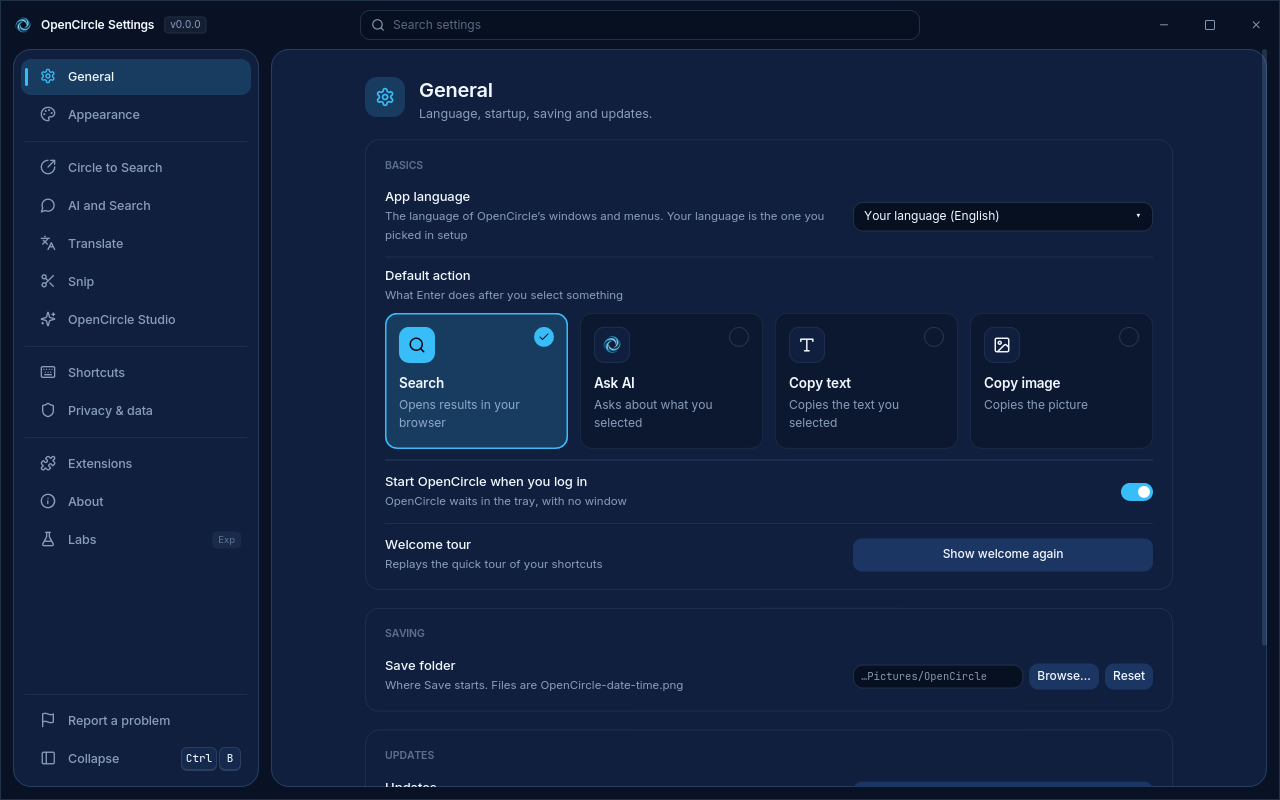 OpenCircle Settings v0.0.0
Search settings
General
Appearance
Circle to Search
AI and Search
Translate
Snip
OpenCircle Studio
Shortcuts
Privacy & data
Extensions
About
Labs Exp
Report a problem
Collapse Ctrl B
General
Language, startup, saving and updates.
BASICS
App language
The language of OpenCircle's windows and menus. Your language is the one you
picked in setup
Your language (English)
Default action
What Enter does after you select something
Search
Opens results in your
browser
Ask AI
Asks about what you
selected
Copy text
Copies the text you
selected
Copy image
Copies the picture
Start OpenCircle when you log in
OpenCircle waits in the tray, with no window
Welcome tour
Replays the quick tour of your shortcuts
Show welcome again
SAVING
Save folder
Where Save starts. Files are OpenCircle-date-time.png
…Pictures/OpenCircle Browse... Reset
UPDATES
Updates